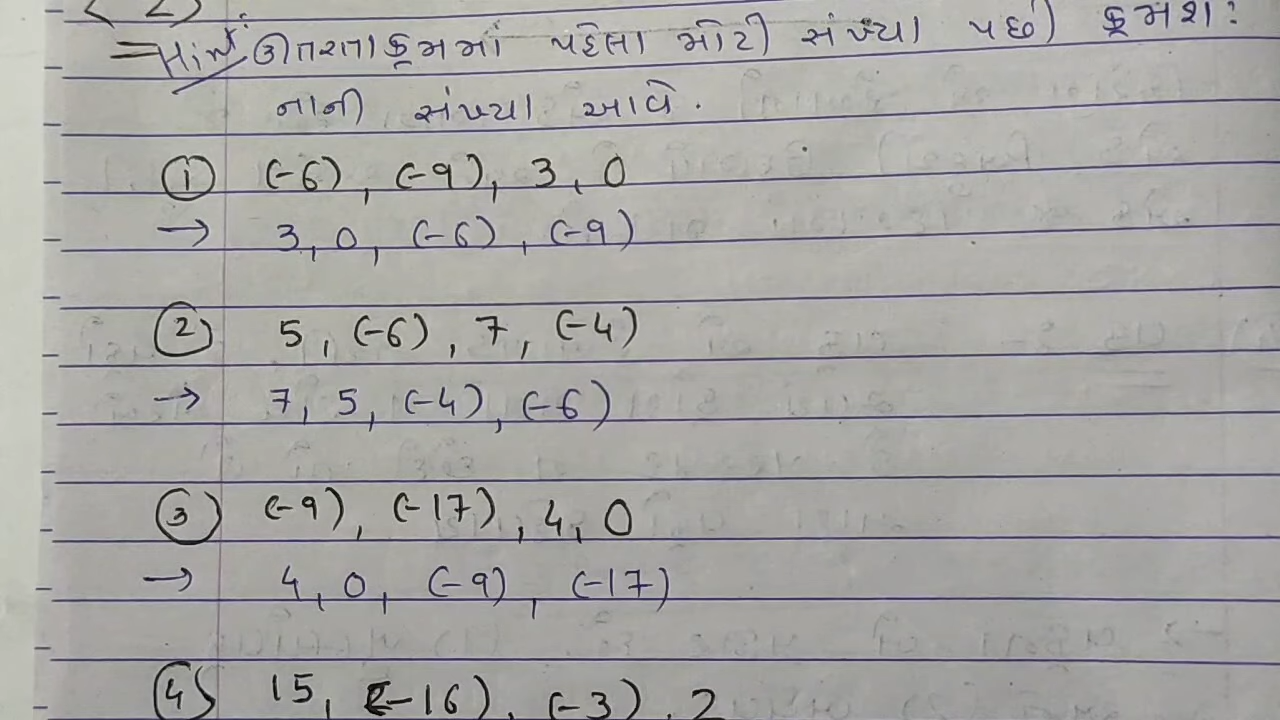 Hint: ઊતરતા ક્રમમાં પહેલા મોટી સંખ્યા પછી ક્રમશ:
નાની સંખ્યા આવે.
① (-6), (-9), 3, 0
→ 3, 0, (-6), (-9)
② 5, (-6), 7, (-4)
→ 7, 5, (-4), (-6)
③ (-9), (-17), 4, 0
→ 4, 0, (-9), (-17)
④ 15, (-16), (-3), 2